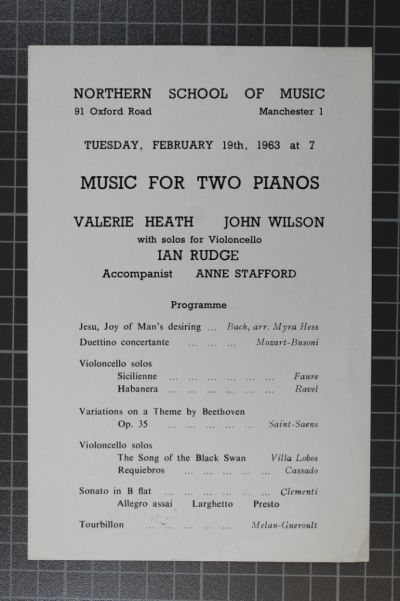 NORTHERN SCHOOL OF MUSIC
91 Oxford Road Manchester 1
TUESDAY, FEBRUARY 19th, 1963 at 7
MUSIC FOR TWO PIANOS
VALERIE HEATH JOHN WILSON
with solos for Violoncello
IAN RUDGE
Accompanist ANNE STAFFORD
Programme
Jesu, Joy of Man's desiring ... Bach, arr. Myra Hess
Duettino concertante ... ... ... Mozart-Busoni
Violoncello solos
Sicilienne ... ... ... ... ... ... Faure
Habanera ... ... ... ... ... ... Ravel
Variations on a Theme by Beethoven
Op. 35 ... ... ... ... ... Saint-Saens
Violoncello solos
The Song of the Black Swan Villa Lobos
Requiebros ... ... ... ... ... Cassado
Sonato in B flat ... ... ... ... ... ... Clementi
Allegro assai Larghetto Presto
Tourbillon ... ... ... ... ... Melan-Gueroult